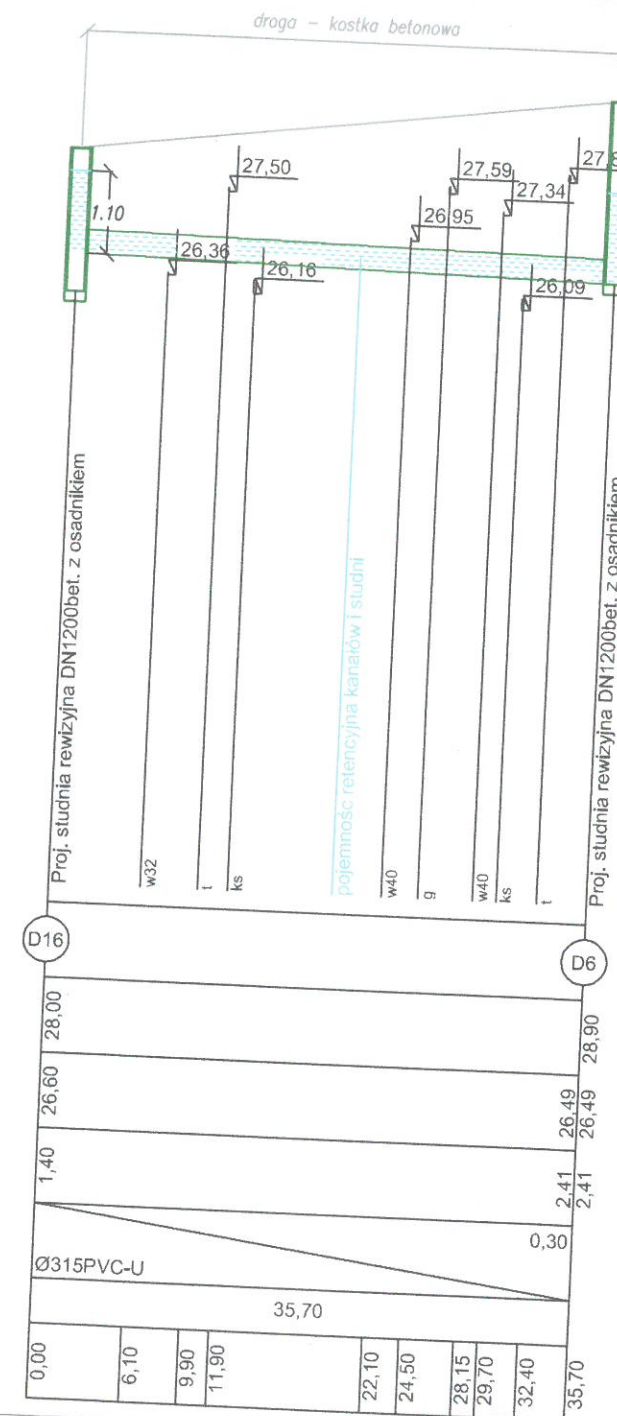 droga – kostka betonowa
27,50
27,59
27,34
26,95
1.10
26,36
26,16
26,09
Proj. studnia rewizyjna DN1200bet. z osadnikiem
w32
t
ks
pojemność retencyjna kanałów i studni
w40
g
w40
ks
t
Proj. studnia rewizyjna DN1200bet. z osadnikiem
D16
D6
28,00
28,90
26,60
26,49
26,49
1,40
2,41
2,41
0,30
Ø315PVC-U
35,70
0,00
6,10
9,90
11,90
22,10
24,50
28,15
29,70
32,40
35,70